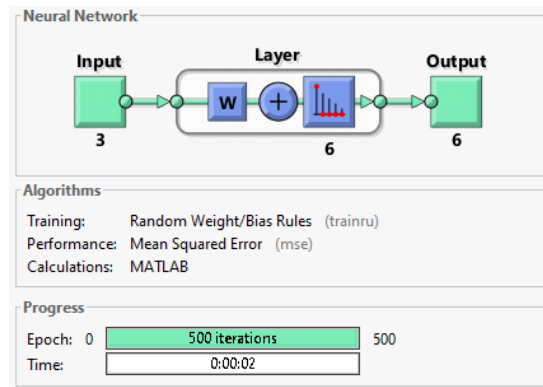 Neural Network
Layer
Input
Output
W
+
3
6
6
Algorithms
Training: Random Weight/Bias Rules (trainru)
Performance: Mean Squared Error (mse)
Calculations: MATLAB
Progress
Epoch: 0 500 iterations 500
Time: 0:00:02